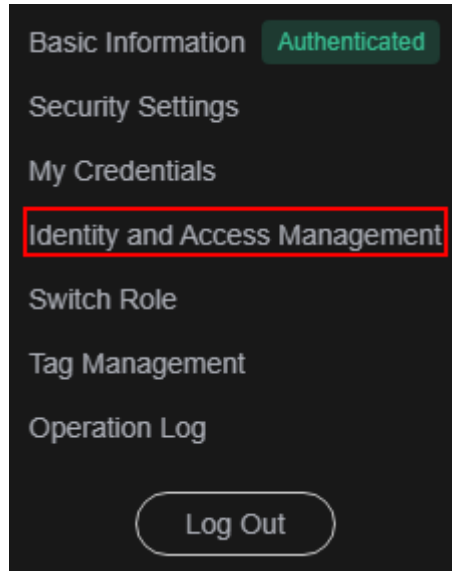 Basic Information Authenticated
Security Settings
My Credentials
Identity and Access Management
Switch Role
Tag Management
Operation Log
Log Out